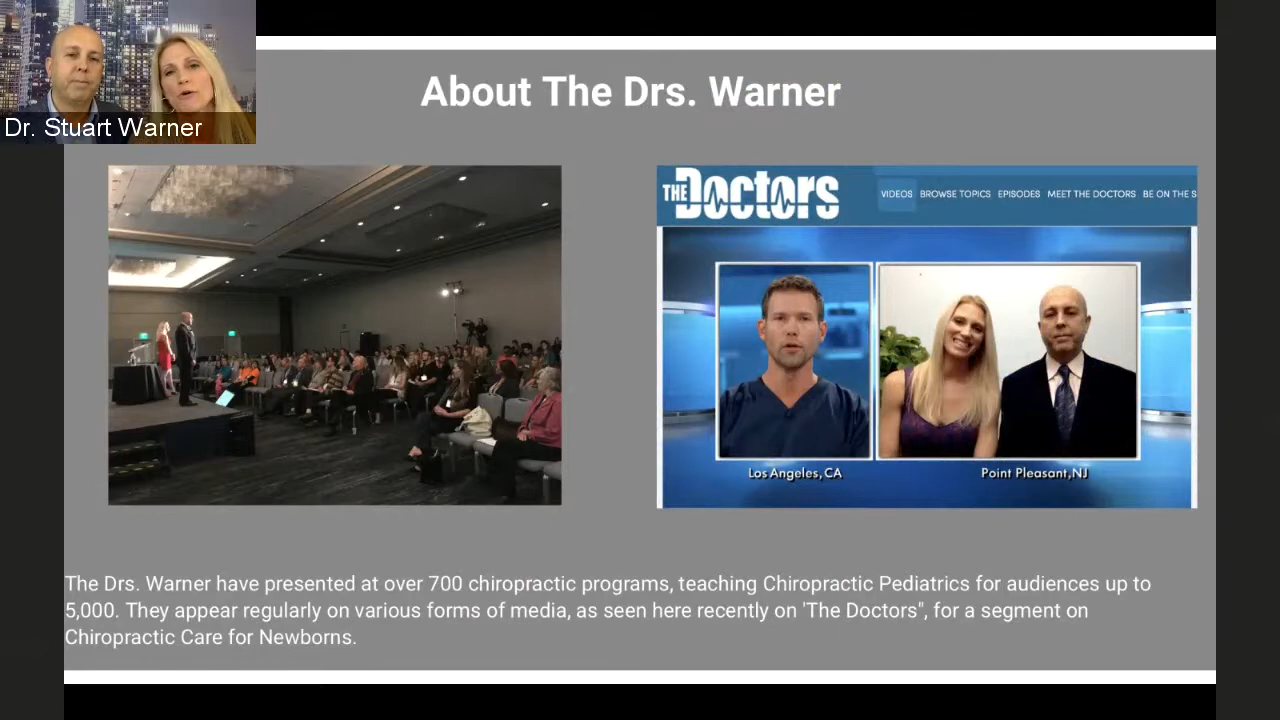 Dr. Stuart Warner
About The Drs. Warner
THE Doctors
VIDEOS BROWSE TOPICS EPISODES MEET THE DOCTORS BE ON THE S
Los Angeles, CA
Point Pleasant, NJ
The Drs. Warner have presented at over 700 chiropractic programs, teaching Chiropractic Pediatrics for audiences up to
5,000. They appear regularly on various forms of media, as seen here recently on 'The Doctors", for a segment on
Chiropractic Care for Newborns.